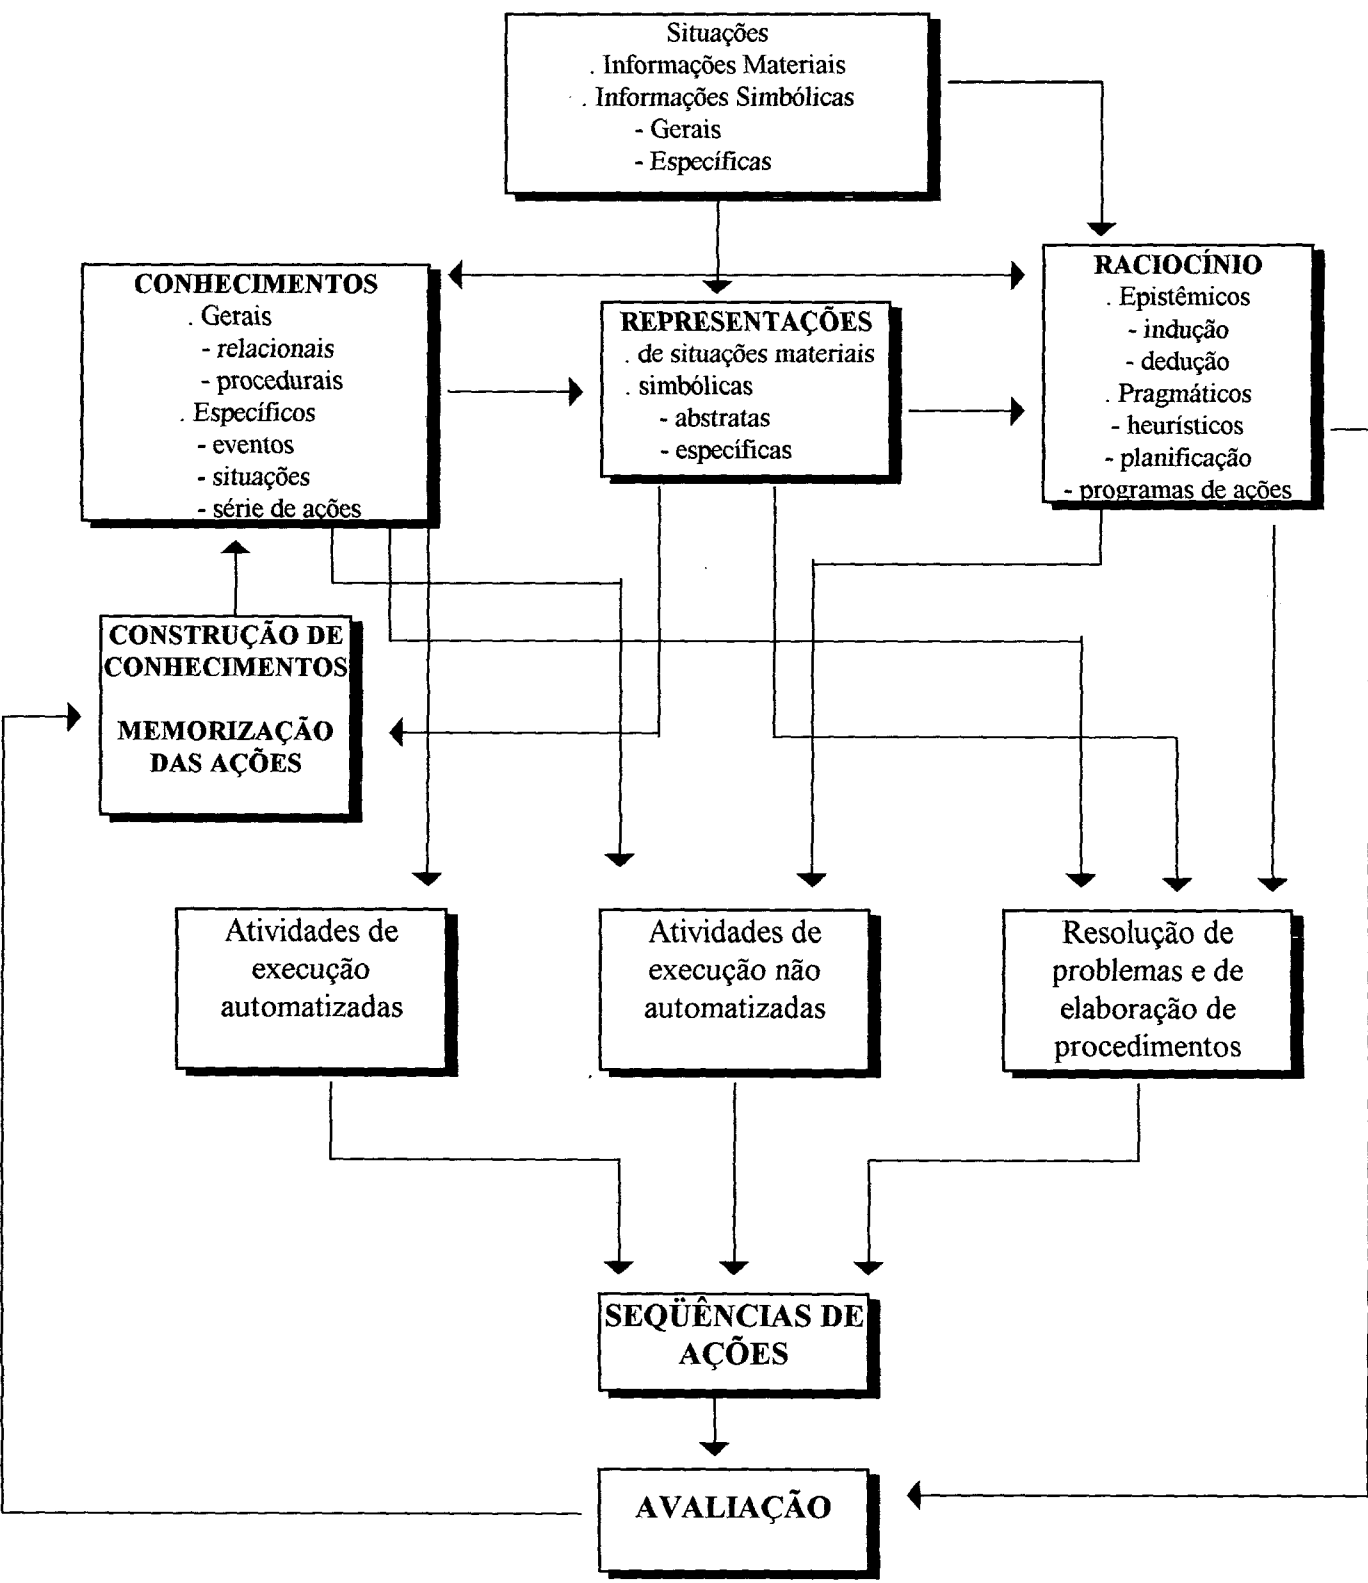 Situações
. Informações Materiais
. Informações Simbólicas
- Gerais
- Específicas
CONHECIMENTOS
. Gerais
- relacionais
- procedurais
. Específicos
- eventos
- situações
- série de ações
REPRESENTAÇÕES
. de situações materiais
. simbólicas
- abstratas
- específicas
RACIOCÍNIO
. Epistêmicos
- indução
- dedução
. Pragmáticos
- heurísticos
- planificação
- programas de ações
CONSTRUÇÃO DE
CONHECIMENTOS
MEMORIZAÇÃO
DAS AÇÕES
Atividades de
execução
automatizadas
Atividades de
execução não
automatizadas
Resolução de
problemas e de
elaboração de
procedimentos
SEQÜÊNCIAS DE
AÇÕES
AVALIAÇÃO